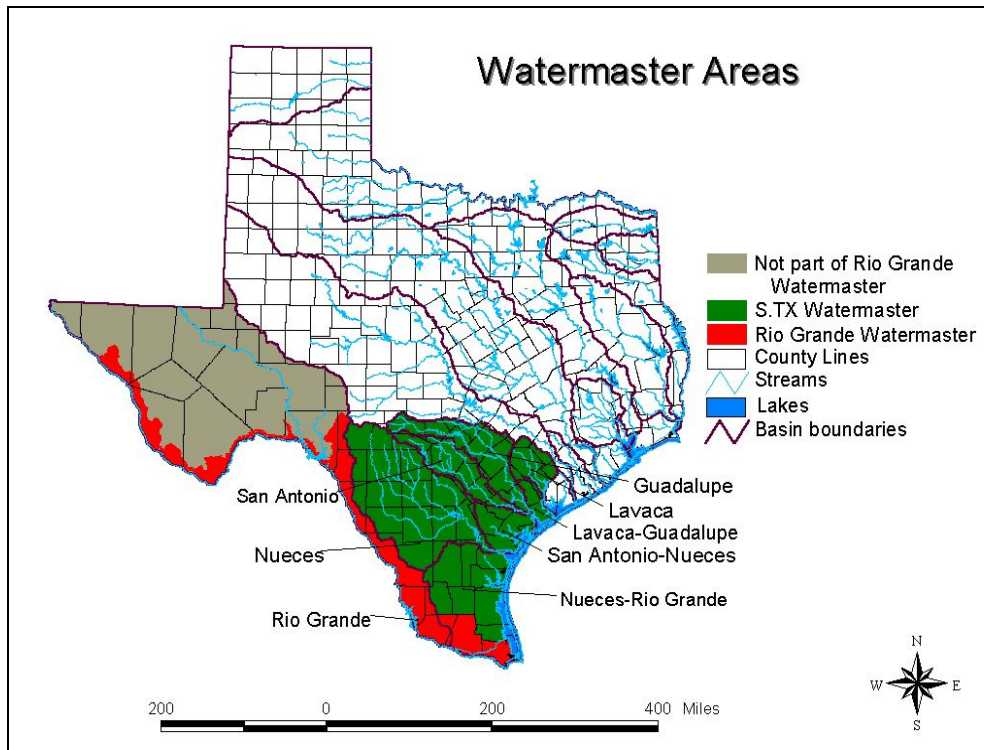 Watermaster Areas
Not part of Rio Grande
Watermaster
S.TX Watermaster
Rio Grande Watermaster
County Lines
Streams
Lakes
Basin boundaries
San Antonio
Guadalupe
Lavaca
Lavaca-Guadalupe
San Antonio-Nueces
Nueces
Nueces-Rio Grande
Rio Grande
N
W E
S
200 0 200 400 Miles